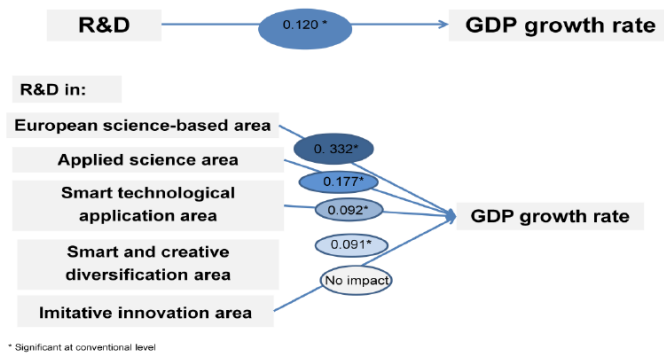 R&D
0.120 *
GDP growth rate
R&D in:
European science-based area
0. 332*
Applied science area
0.177*
Smart technological
application area
0.092*
GDP growth rate
Smart and creative
diversification area
0.091*
No impact
Imitative innovation area
* Significant at conventional level